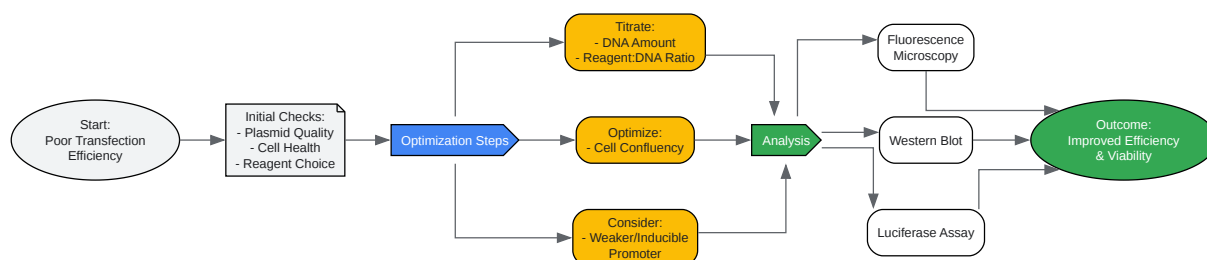 Start:
Poor Transfection
Efficiency
Initial Checks:
- Plasmid Quality
- Cell Health
- Reagent Choice
Optimization Steps
Titrate:
- DNA Amount
- Reagent:DNA Ratio
Optimize:
- Cell Confluency
Consider:
- Weaker/Inducible
Promoter
Analysis
Fluorescence
Microscopy
Western Blot
Luciferase Assay
Outcome:
Improved Efficiency
& Viability